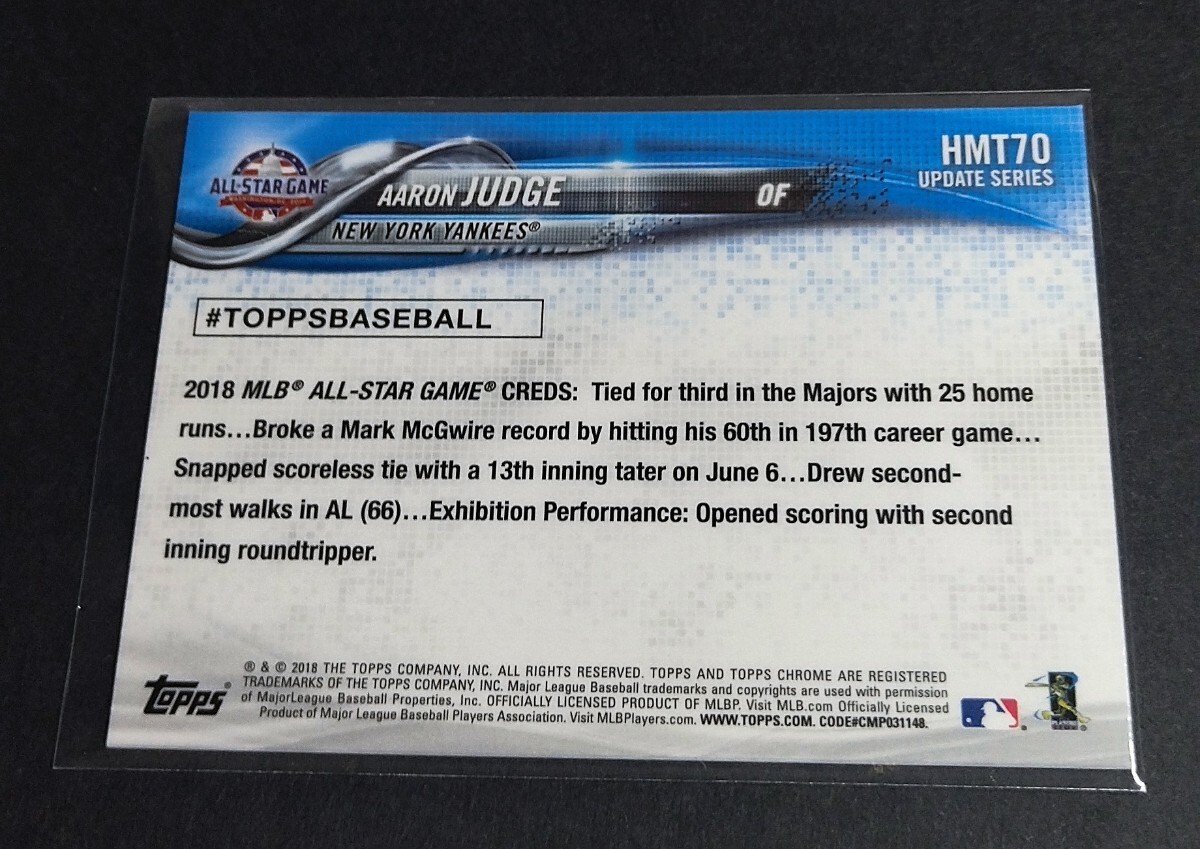 HMT70
UPDATE SERIES
ALL-STAR GAME
WASHINGTON, DC 2018
AARON JUDGE OF
NEW YORK YANKEES®
#TOPPSBASEBALL
2018 MLB® ALL-STAR GAME® CREDS: Tied for third in the Majors with 25 home
runs...Broke a Mark McGwire record by hitting his 60th in 197th career game...
Snapped scoreless tie with a 13th inning tater on June 6...Drew second-
most walks in AL (66)...Exhibition Performance: Opened scoring with second
inning roundtripper.
Topps®
® & © 2018 THE TOPPS COMPANY, INC. ALL RIGHTS RESERVED. TOPPS AND TOPPS CHROME ARE REGISTERED
TRADEMARKS OF THE TOPPS COMPANY, INC. Major League Baseball trademarks and copyrights are used with permission
of MajorLeague Baseball Properties, Inc. OFFICIALLY LICENSED PRODUCT OF MLBP. Visit MLB.com Officially Licensed
Product of Major League Baseball Players Association. Visit MLBPlayers.com. WWW.TOPPS.COM. CODE#CMP031148.